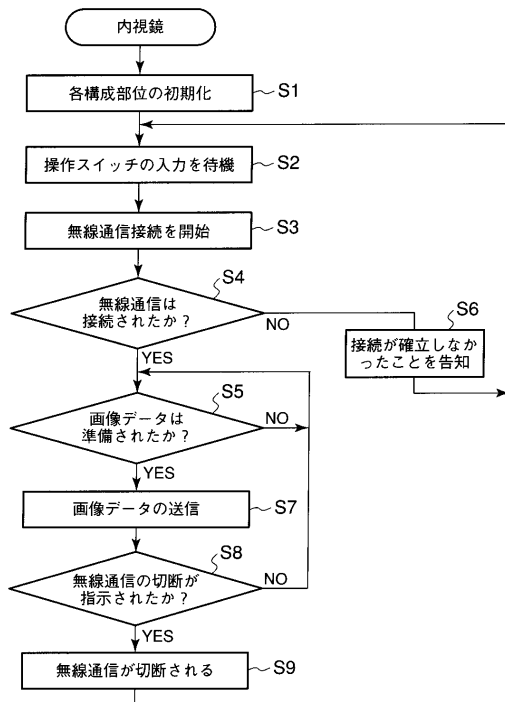 内視鏡
各構成部位の初期化
S1
操作スイッチの入力を待機
S2
無線通信接続を開始
S3
S4
無線通信は
接続されたか？
NO
YES
S6
接続が確立しなか
ったことを告知
S5
画像データは
準備されたか？
NO
YES
画像データの送信
S7
S8
無線通信の切断が
指示されたか？
NO
YES
無線通信が切断される
S9